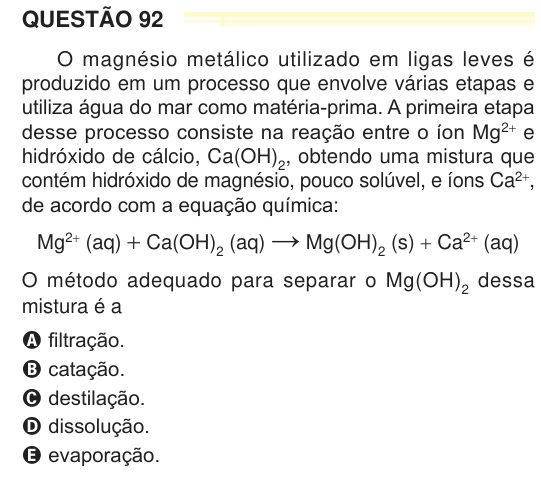 QUESTÃO 92
O magnésio metálico utilizado em ligas leves é
produzido em um processo que envolve várias etapas e
utiliza água do mar como matéria-prima. A primeira etapa
desse processo consiste na reação entre o íon Mg²⁺ e
hidróxido de cálcio, Ca(OH)₂, obtendo uma mistura que
contém hidróxido de magnésio, pouco solúvel, e íons Ca²⁺,
de acordo com a equação química:
Mg²⁺ (aq) + Ca(OH)₂ (aq) → Mg(OH)₂ (s) + Ca²⁺ (aq)
O método adequado para separar o Mg(OH)₂ dessa
mistura é a
A filtração.
B catação.
C destilação.
D dissolução.
E evaporação.